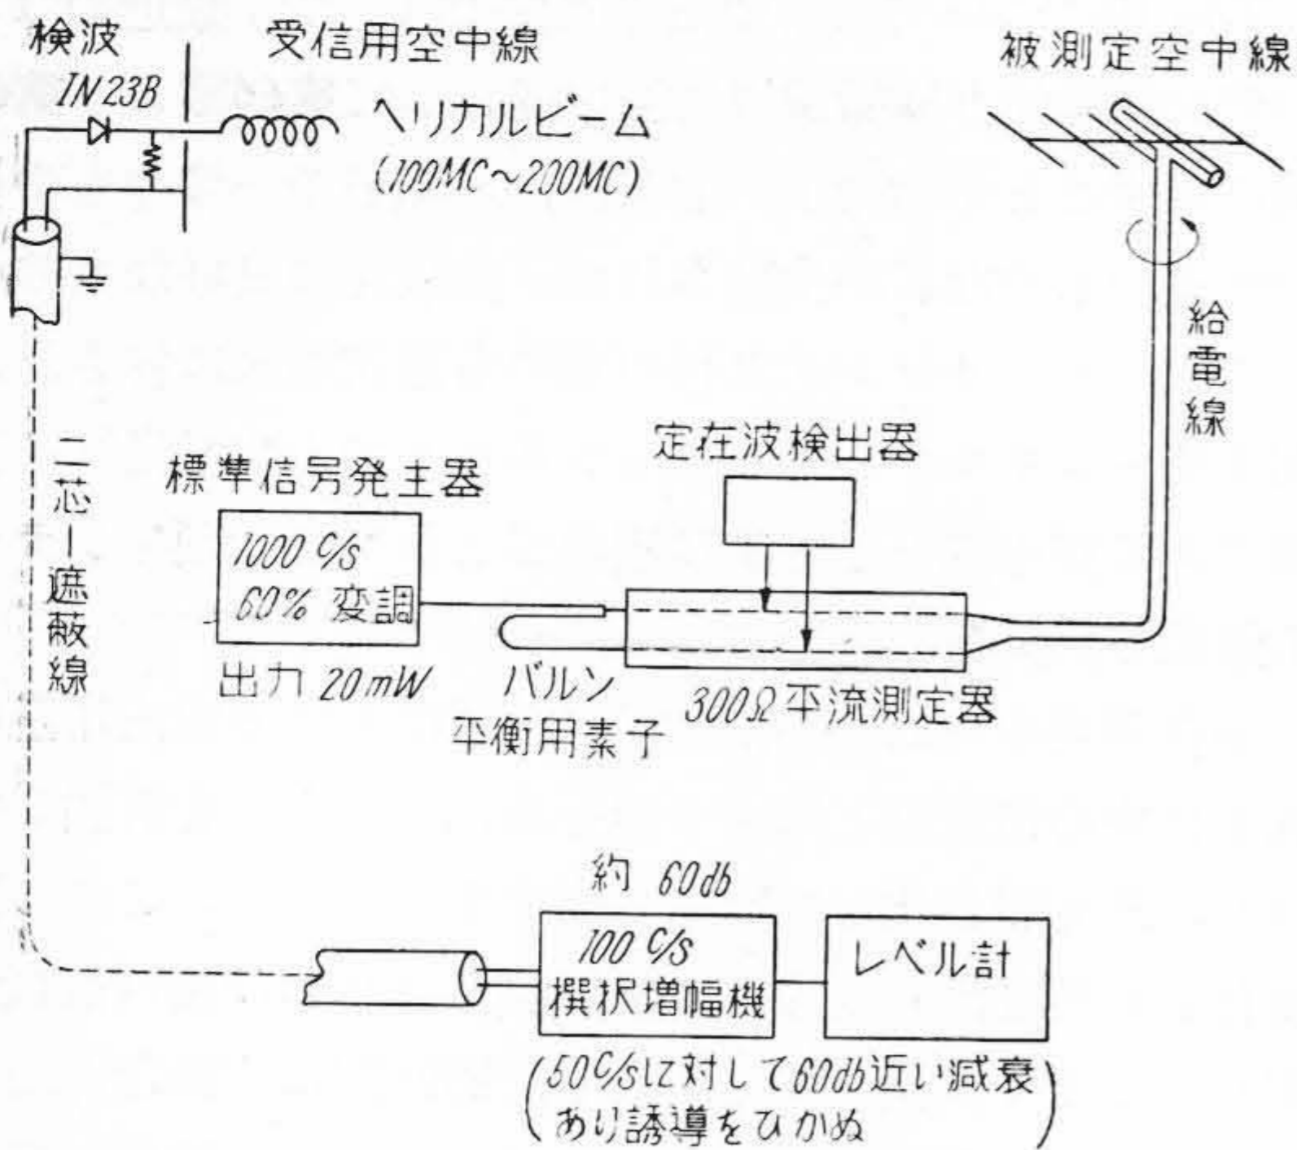 検波
IN23B
受信用空中線
ヘリカルビーム
(100MC~200MC)
被測定空中線
給電線
二芯一遮蔽線
標準信号発主器
1000 c/s
60% 変調
出力 20mW
定在波検出器
バルン
平衡用素子
300Ω平流測定器
約 60db
100 c/s
撰択増幅機
レベル計
(50c/sに対して60db近い減衰
あり誘導をひかぬ)